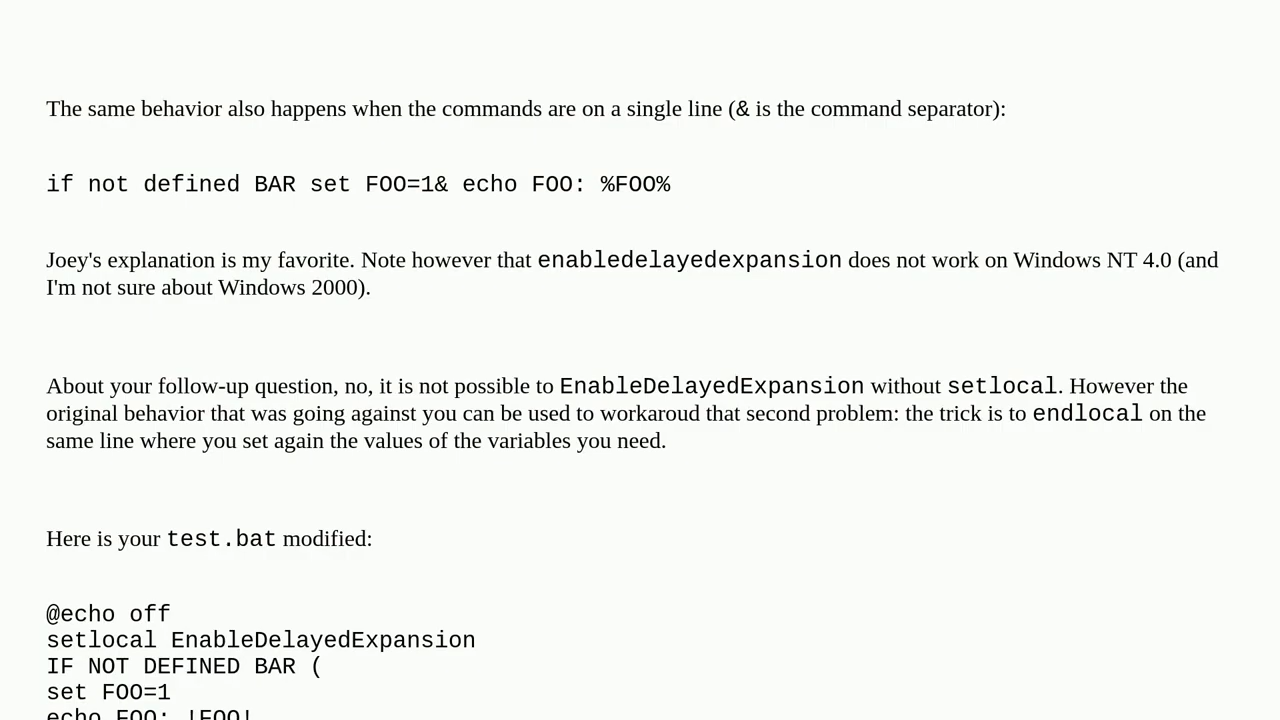 The same behavior also happens when the commands are on a single line (& is the command separator):
if not defined BAR set FOO=1& echo FOO: %FOO%
Joey's explanation is my favorite. Note however that enabledelayedexpansion does not work on Windows NT 4.0 (and
I'm not sure about Windows 2000).
About your follow-up question, no, it is not possible to EnableDelayedExpansion without setlocal. However the
original behavior that was going against you can be used to workaroud that second problem: the trick is to endlocal on the
same line where you set again the values of the variables you need.
Here is your test.bat modified:
@echo off
setlocal EnableDelayedExpansion
IF NOT DEFINED BAR (
set FOO=1
echo FOO: !FOO!